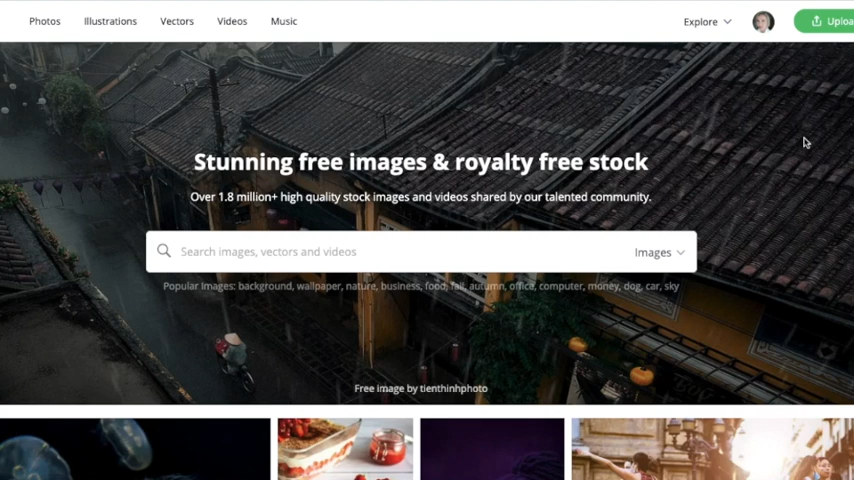 Photos Illustrations Vectors Videos Music Explore
Stunning free images & royalty free stock
Over 1.8 million+ high quality stock images and videos shared by our talented community.
Search images, vectors and videos Images
Popular Images: background, wallpaper, nature, business, food, fall, autumn, office, computer, money, dog, car, sky
Free image by tienthinhphoto